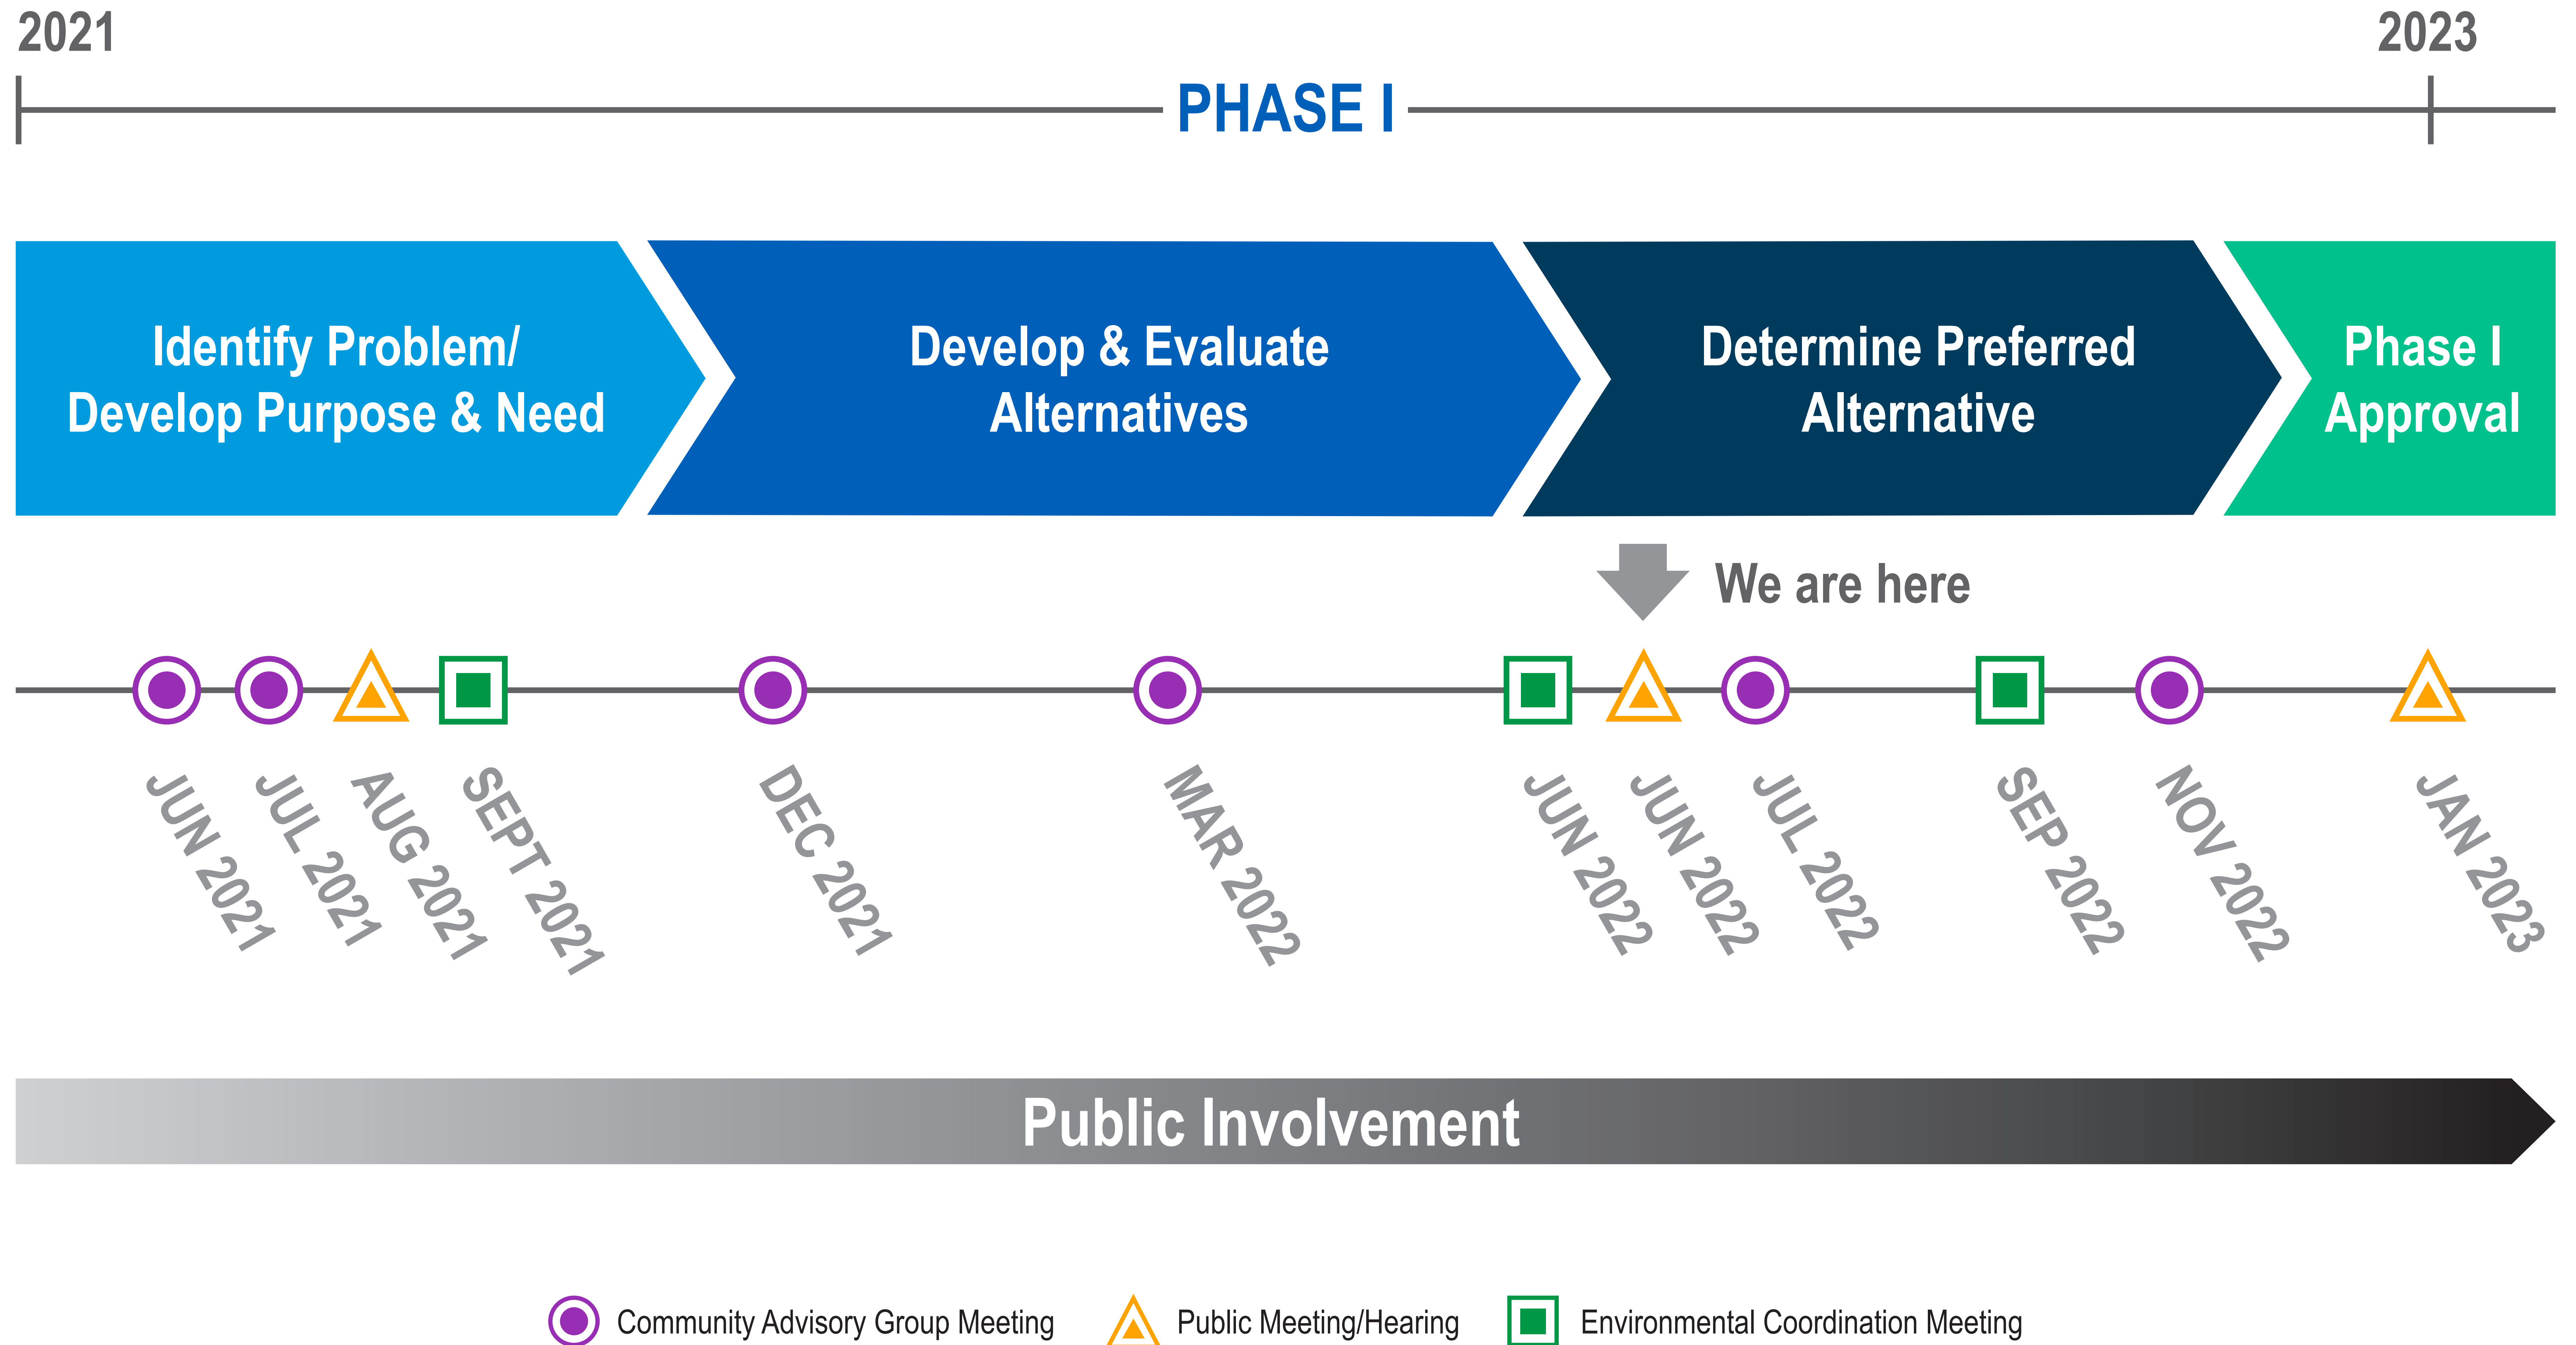 2021
2023
PHASE I
Identify Problem/
Develop Purpose & Need
Develop & Evaluate
Alternatives
Determine Preferred
Alternative
Phase I
Approval
We are here
JUN 2021
JUL 2021
AUG 2021
SEPT 2021
DEC 2021
MAR 2022
JUN 2022
JUN 2022
JUL 2022
SEP 2022
NOV 2022
JAN 2023
Public Involvement
Community Advisory Group Meeting
Public Meeting/Hearing
Environmental Coordination Meeting